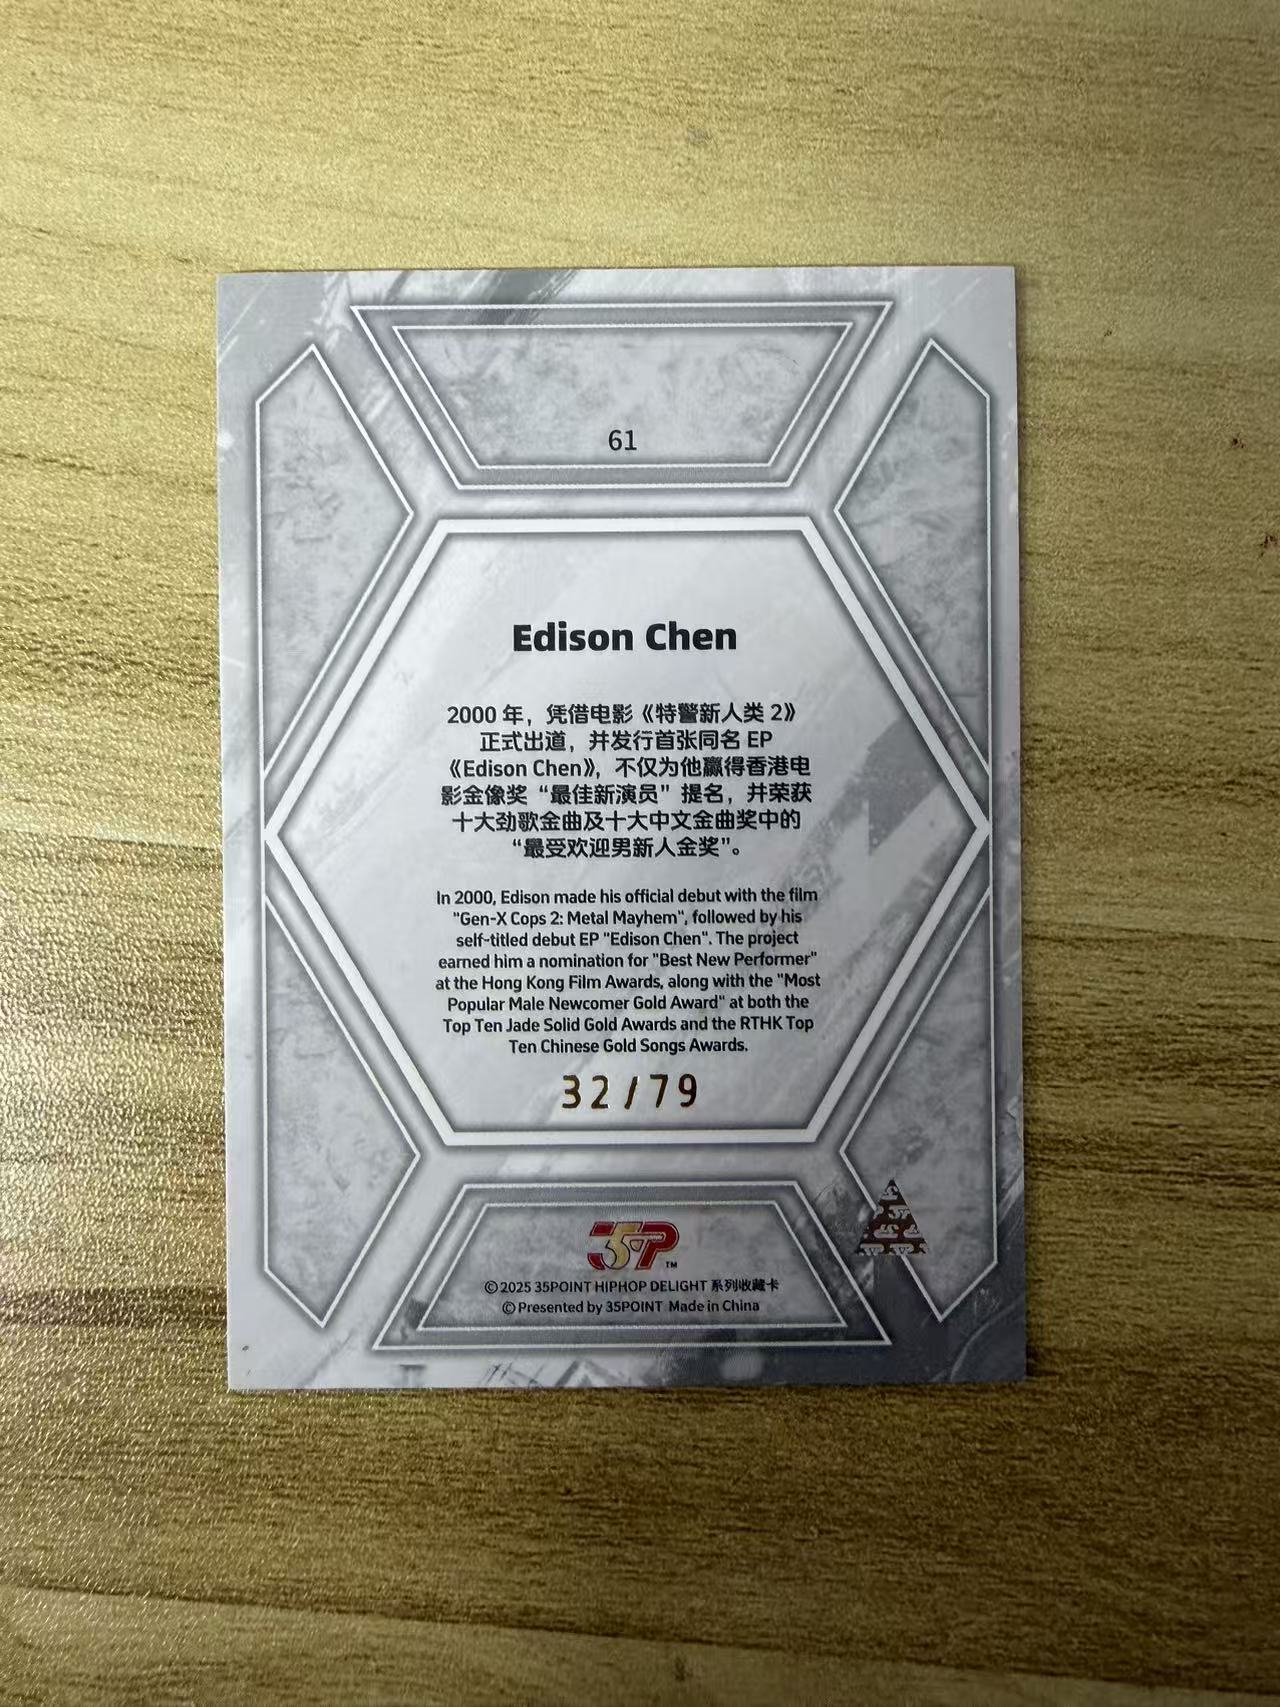 61
Edison Chen
2000 年，凭借电影《特警新人类 2》
正式出道，并发行首张同名 EP
《Edison Chen》，不仅为他赢得香港电
影金像奖“最佳新演员”提名，并荣获
十大劲歌金曲及十大中文金曲奖中的
“最受欢迎男新人金奖”。
In 2000, Edison made his official debut with the film
"Gen-X Cops 2: Metal Mayhem", followed by his
self-titled debut EP "Edison Chen". The project
earned him a nomination for "Best New Performer"
at the Hong Kong Film Awards, along with the "Most
Popular Male Newcomer Gold Award" at both the
Top Ten Jade Solid Gold Awards and the RTHK Top
Ten Chinese Gold Songs Awards.
32/79
35P™
© 2025 35POINT HIPHOP DELIGHT 系列收藏卡
© Presented by 35POINT Made in China